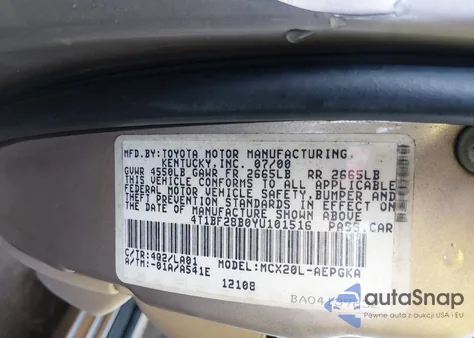 MFD.BY:TOYOTA MOTOR MANUFACTURING,
KENTUCKY,INC. 07/00
GVWR 4550LB GAWR FR 2665LB RR 2665LB
THIS VEHICLE CONFORMS TO ALL APPLICABLE
FEDERAL MOTOR VEHICLE SAFETY,BUMPER AND
THEFT PREVENTION STANDARDS IN EFFECT ON
THE DATE OF MANUFACTURE SHOWN ABOVE
4T1BF28B0YU101516 PASS.CAR
C/TR:4Q2/LA01 MODEL:MCX20L-AEPGKA
A/TM:-01A/A541E
12108
autaSnap
Pewne auta z aukcji USA